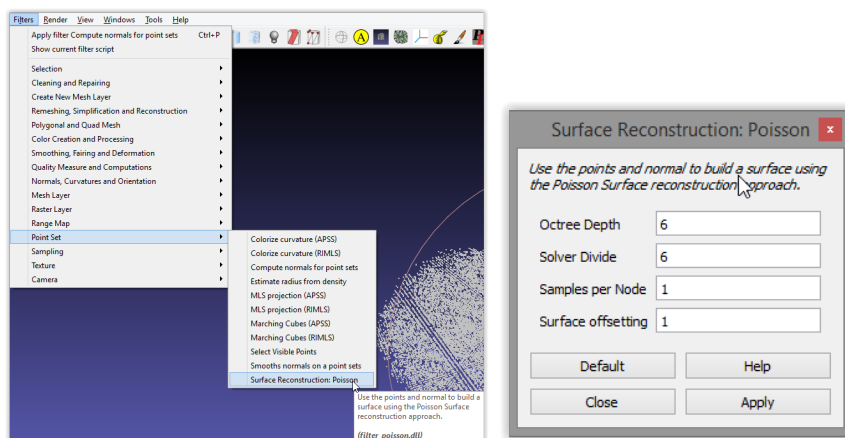 Filters Render View Windows Tools Help
Apply filter Compute normals for point sets Ctrl+P
Show current filter script
Selection
Cleaning and Repairing
Create New Mesh Layer
Remeshing, Simplification and Reconstruction
Polygonal and Quad Mesh
Color Creation and Processing
Smoothing, Fairing and Deformation
Quality Measure and Computations
Normals, Curvatures and Orientation
Mesh Layer
Raster Layer
Range Map
Point Set
Sampling
Texture
Camera
A
Colorize curvature (APSS)
Colorize curvature (RIMLS)
Compute normals for point sets
Estimate radius from density
MLS projection (APSS)
MLS projection (RIMLS)
Marching Cubes (APSS)
Marching Cubes (RIMLS)
Select Visible Points
Smooths normals on a point sets
Surface Reconstruction: Poisson
Use the points and normal to build a
surface using the Poisson Surface
reconstruction approach.
(filter_poisson.dll)
Surface Reconstruction: Poisson x
Use the points and normal to build a surface using
the Poisson Surface reconstruction approach.
Octree Depth 6
Solver Divide 6
Samples per Node 1
Surface offsetting 1
Default Help
Close Apply